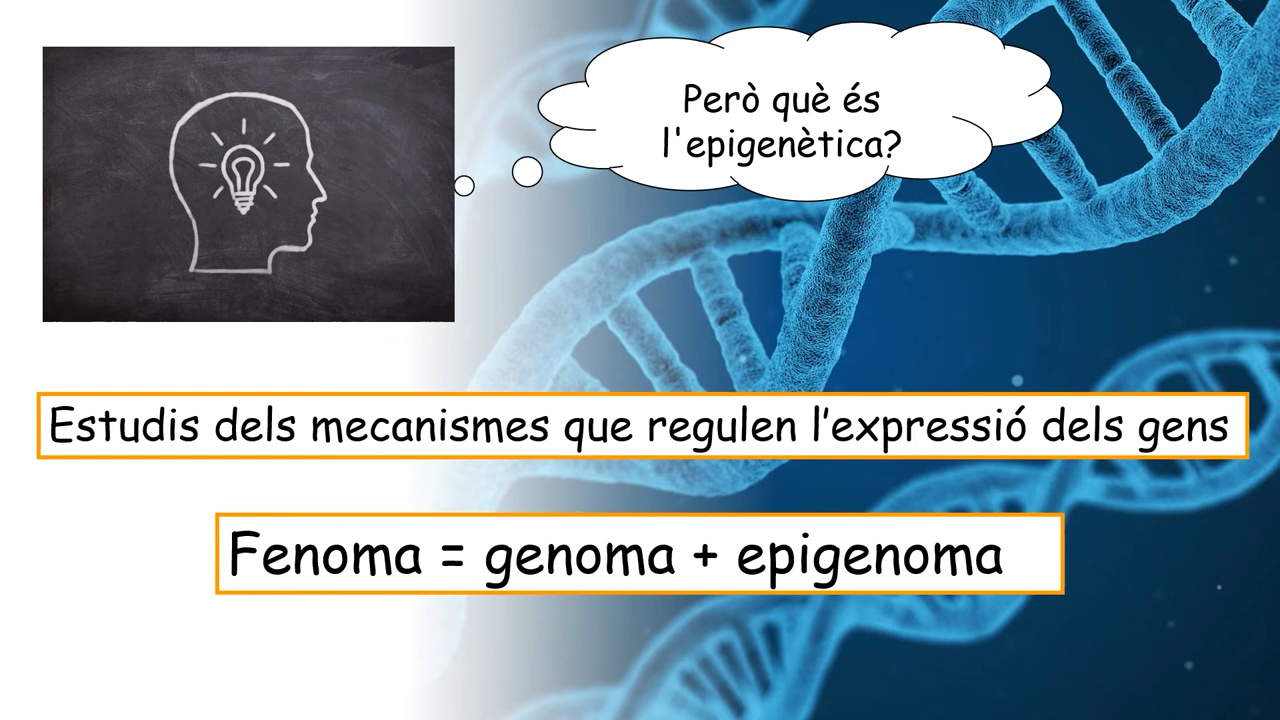 Però què és
l'epigenètica?
Estudis dels mecanismes que regulen l’expressió dels gens
Fenoma = genoma + epigenoma